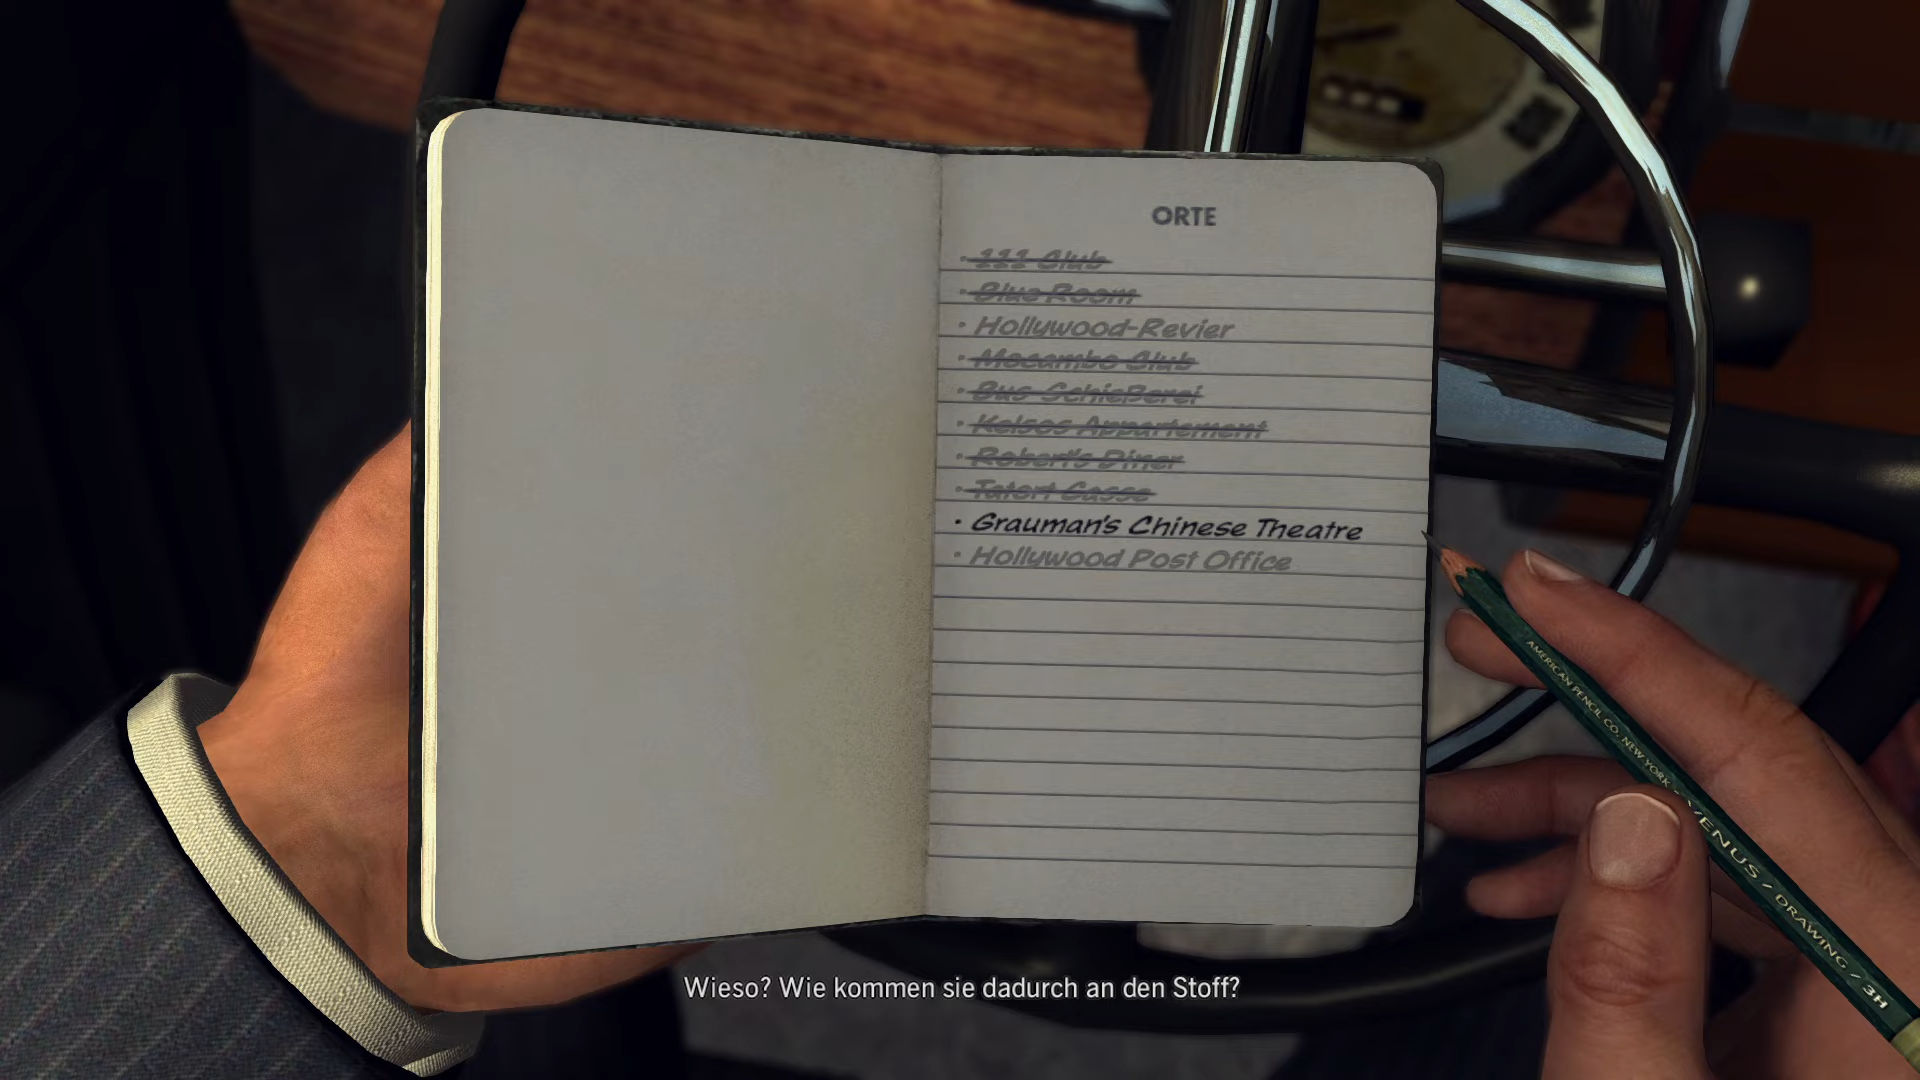 ORTE
· 111 Club
· Blue Room
· Hollywood-Revier
· Mocambo Club
· Bus-Schießerei
· Kelsos Appartement
· Robert's Diner
· Tatort Gasse
· Grauman's Chinese Theatre
· Hollywood Post Office
AMERICAN PENCIL CO. NEW YORK VENUS / DRAWING / 3H
Wieso? Wie kommen sie dadurch an den Stoff?